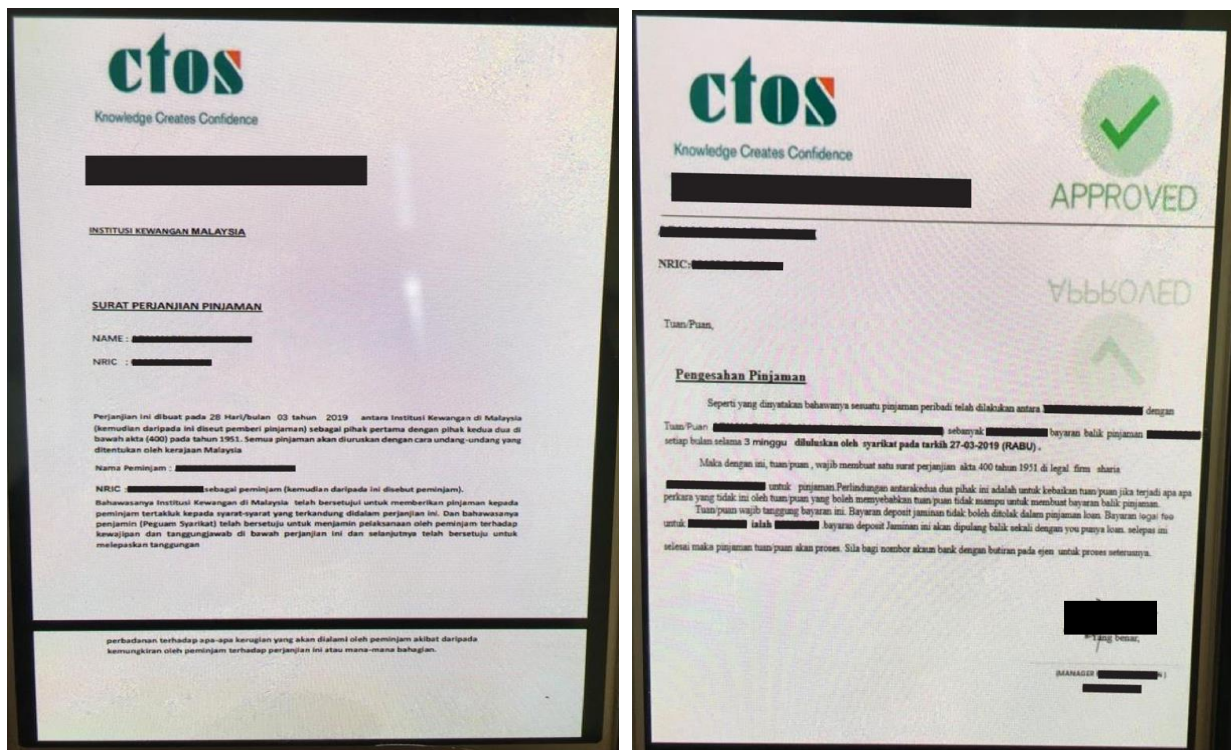 ctos
Knowledge Creates Confidence
INSTITUSI KEWANGAN MALAYSIA
SURAT PERJANJIAN PINJAMAN
NAME :
NRIC :
Perjanjian ini dibuat pada 28 Hari/bulan 03 tahun 2019 antara Institusi Kewangan di Malaysia
(kemudian daripada ini diseut pemberi pinjaman) sebagai pihak pertama dengan pihak kedua dua di
bawah akta (400) pada tahun 1951. Semua pinjaman akan diuruskan dengan cara undang-undang yang
ditentukan oleh kerajaan Malaysia
Nama Peminjam :
NRIC : sebagai peminjam (kemudian daripada ini disebut peminjam).
Bahawasanya Institusi Kewangan di Malaysia telah bersetujui untuk memberikan pinjaman kepada
peminjam tertakluk kepada syarat-syarat yang terkandung didalam perjanjian ini. Dan bahawasanya
penjamin (Peguam Syarikat) telah bersetuju untuk menjamin pelaksanaan oleh peminjam terhadap
kewajipan dan tanggungjawab di bawah perjanjian ini dan selanjutnya telah bersetuju untuk
melepaskan tanggungan
perbadanan terhadap apa-apa kerugian yang akan dialami oleh peminjam akibat daripada
kemungkiran oleh peminjam terhadap perjanjian ini atau mana-mana bahagian.
ctos
Knowledge Creates Confidence
APPROVED
NRIC:
APPROVED
Tuan/Puan,
Pengesahan Pinjaman
Seperti yang dinyatakan bahawanya sesuatu pinjaman peribadi telah dilakukan antara dengan
Tuan/Puan sebanyak bayaran balik pinjaman
setiap bulan selama 3 minggu diluluskan oleh syarikat pada tarkih 27-03-2019 (RABU) .
Maka dengan ini, tuan/puan , wajib membuat satu surat perjanjian akta 400 tahun 1951 di legal firm sharia
untuk pinjaman.Perlindungan antarakedua dua pihak ini adalah untuk kebaikan tuan/puan jika terjadi apa apa
perkara yang tidak ini oleh tuan/puan yang boleh menyebabkan tuan/puan tidak mampu untuk membuat bayaran balik pinjaman.
Tuan/puan wajib tanggung bayaran ini. Bayaran deposit jaminan tidak boleh ditolak dalam pinjaman loan. Bayaran legal fee
untuk ialah .bayaran deposit Jaminan ini akan dipulang balik sekali dengan you punya loan. selepas ini
selesai maka pinjaman tuan/puan akan proses. Sila bagi nombor akaun bank dengan butiran pada ejen untuk proses seterusnya.
Yang benar,
(MANAGER